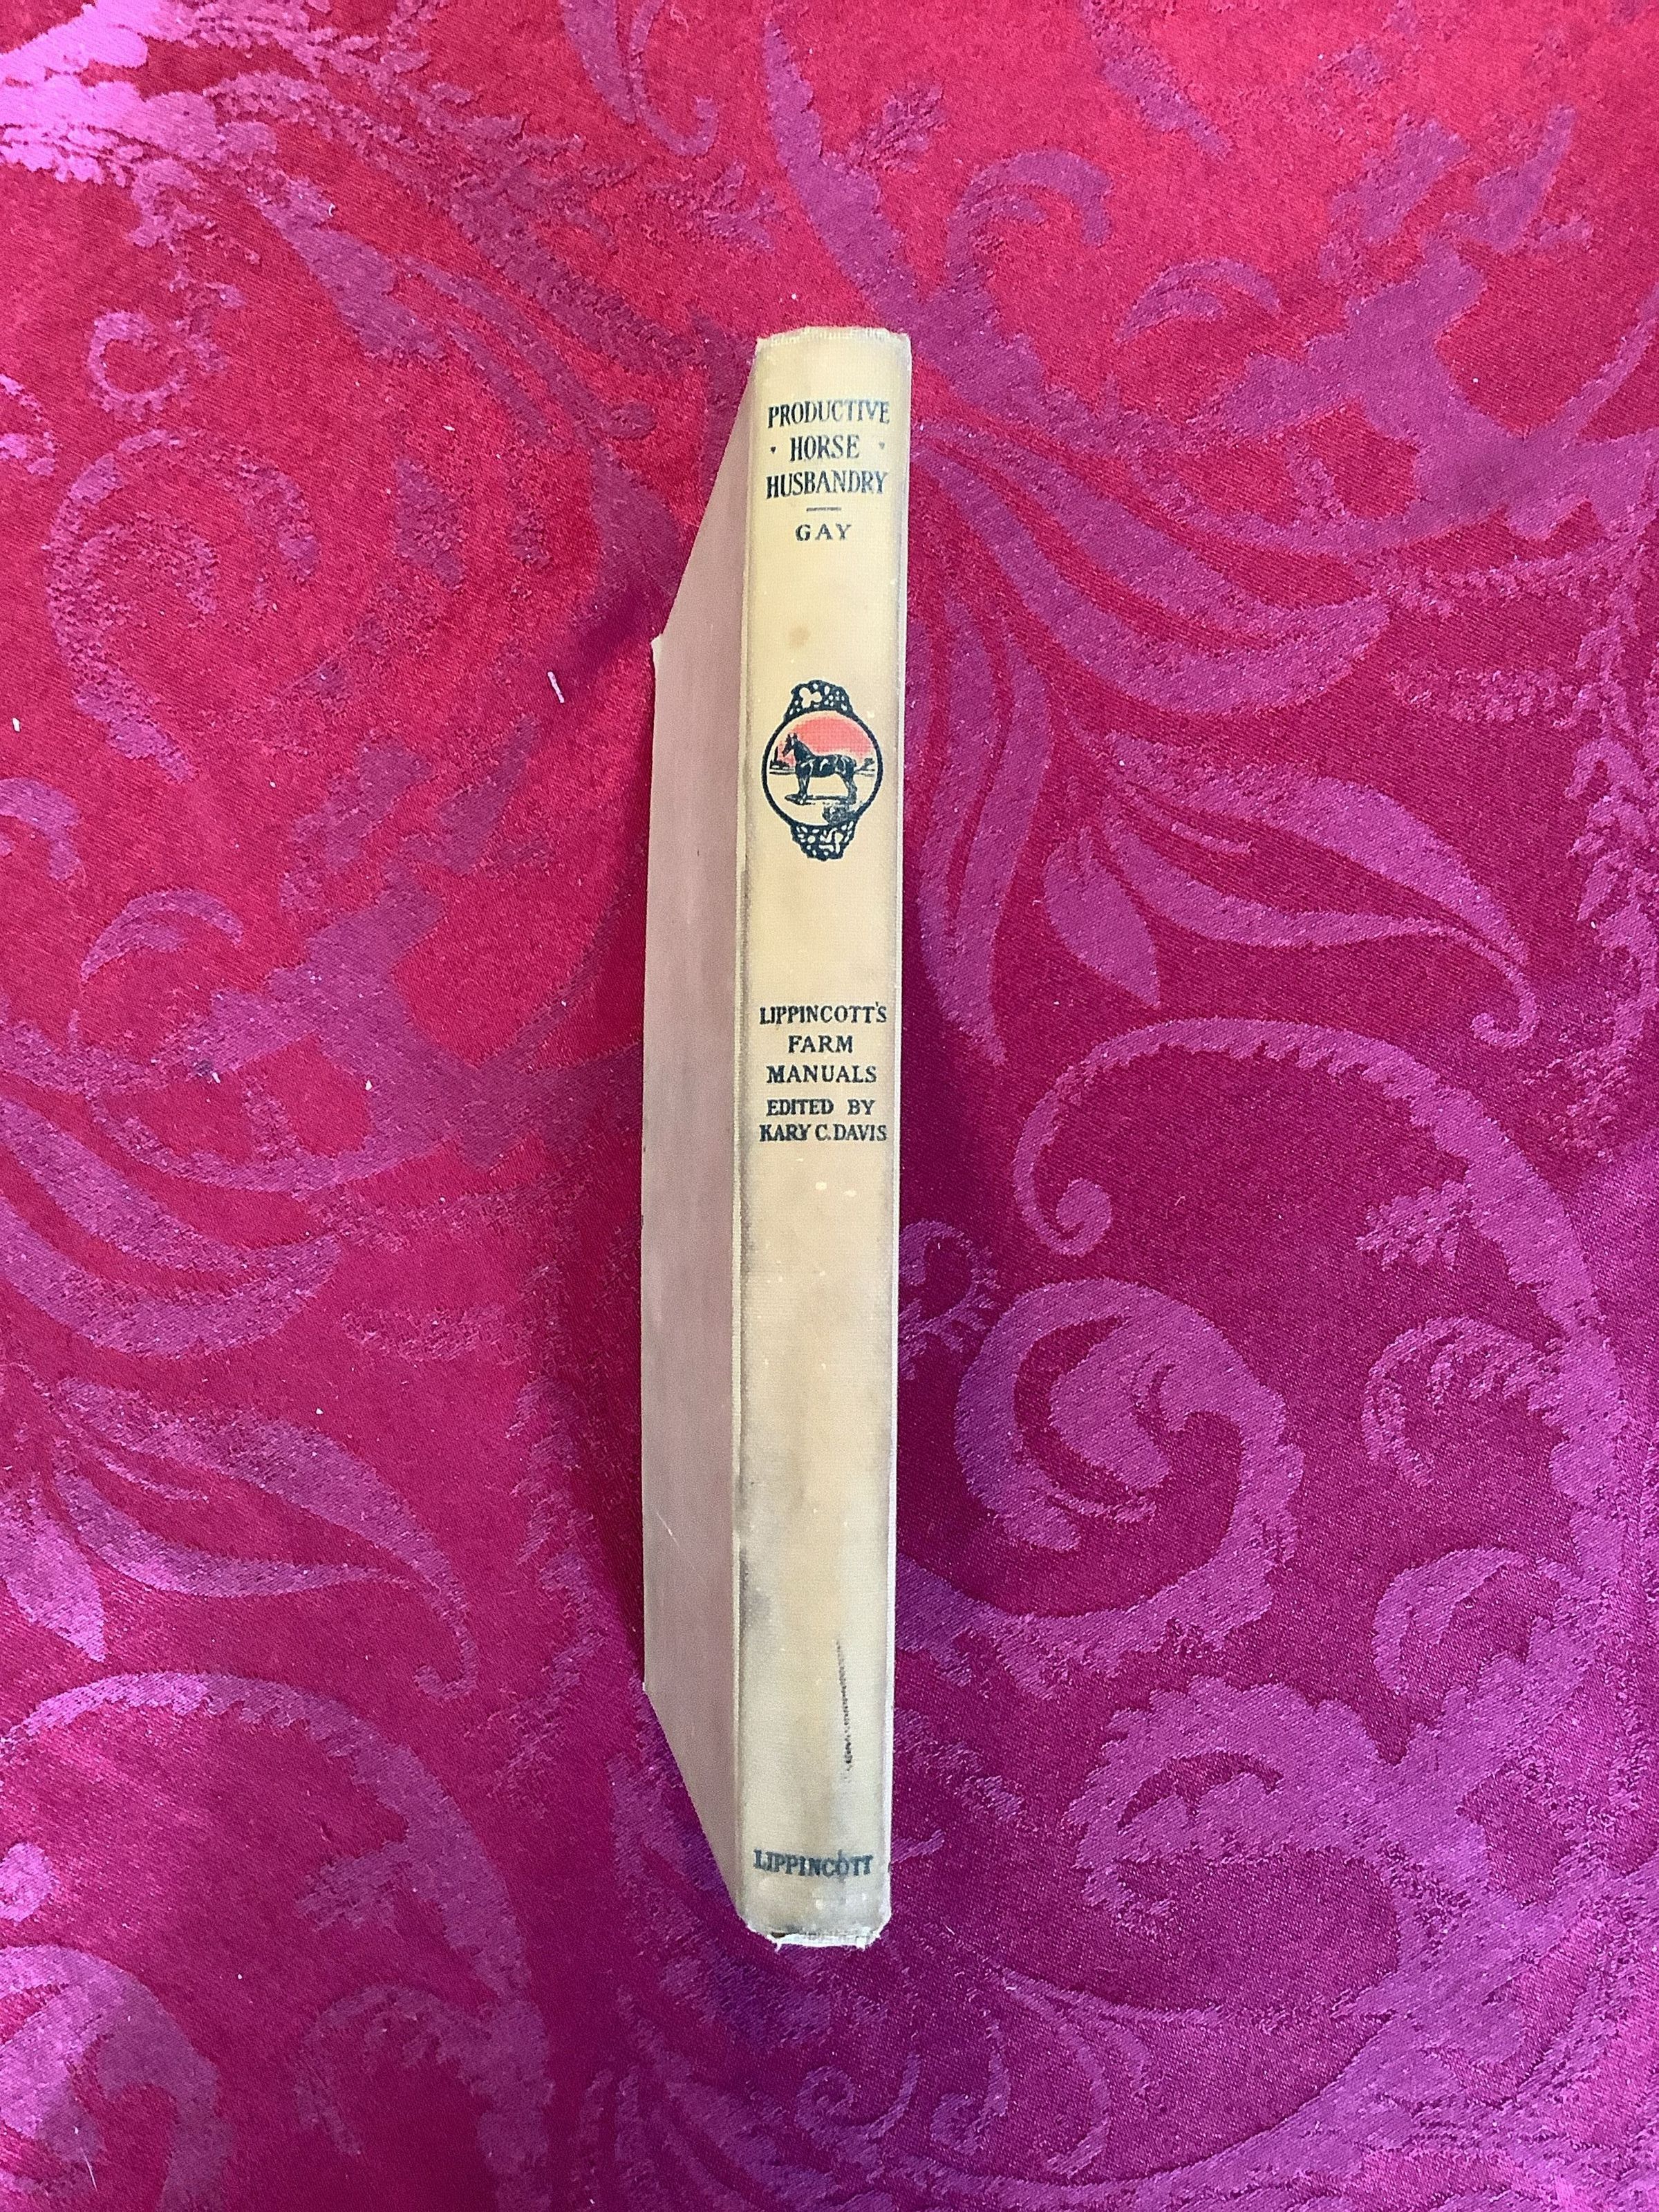 PRODUCTIVE
HORSE
HUSBANDRY
GAY
LIPPINCOTT'S
FARM
MANUALS
EDITED BY
KARY C. DAVIS
LIPPINCOTT